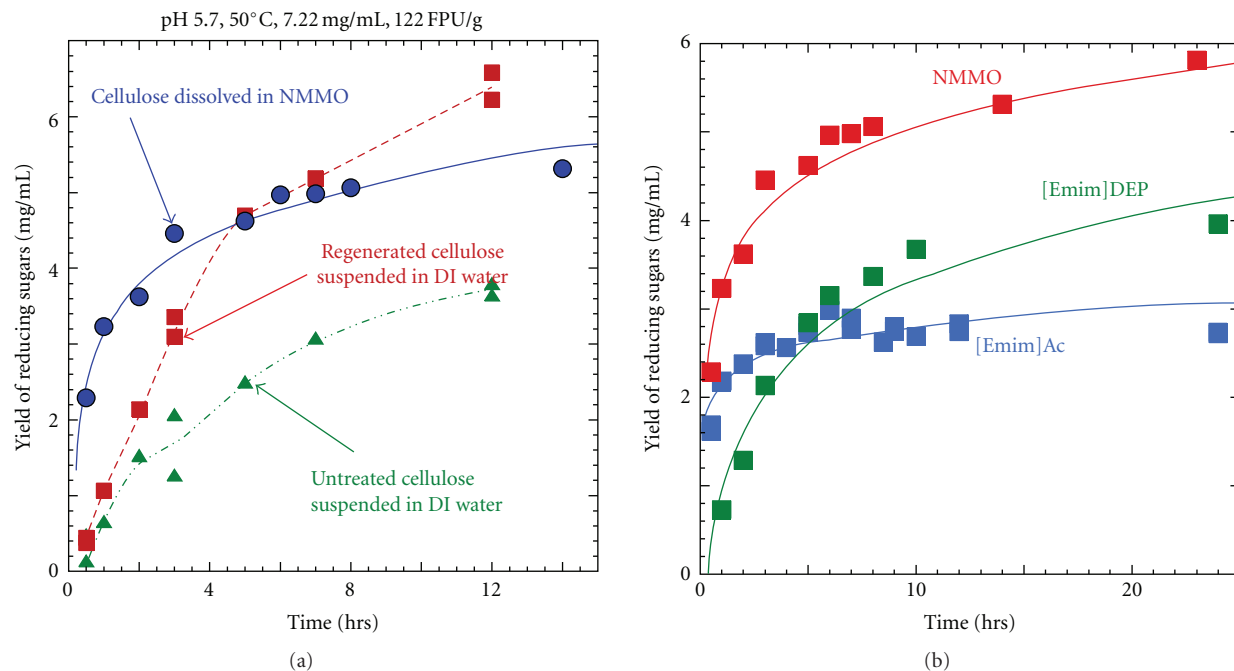 pH 5.7, 50°C, 7.22 mg/mL, 122 FPU/g
Yield of reducing sugars (mg/mL)
6
4
2
0
Cellulose dissolved in NMMO
Regenerated cellulose
suspended in DI water
Untreated cellulose
suspended in DI water
0
4
8
12
Time (hrs)
(a)
Yield of reducing sugars (mg/mL)
6
4
2
0
NMMO
[Emim]DEP
[Emim]Ac
0
10
20
Time (hrs)
(b)